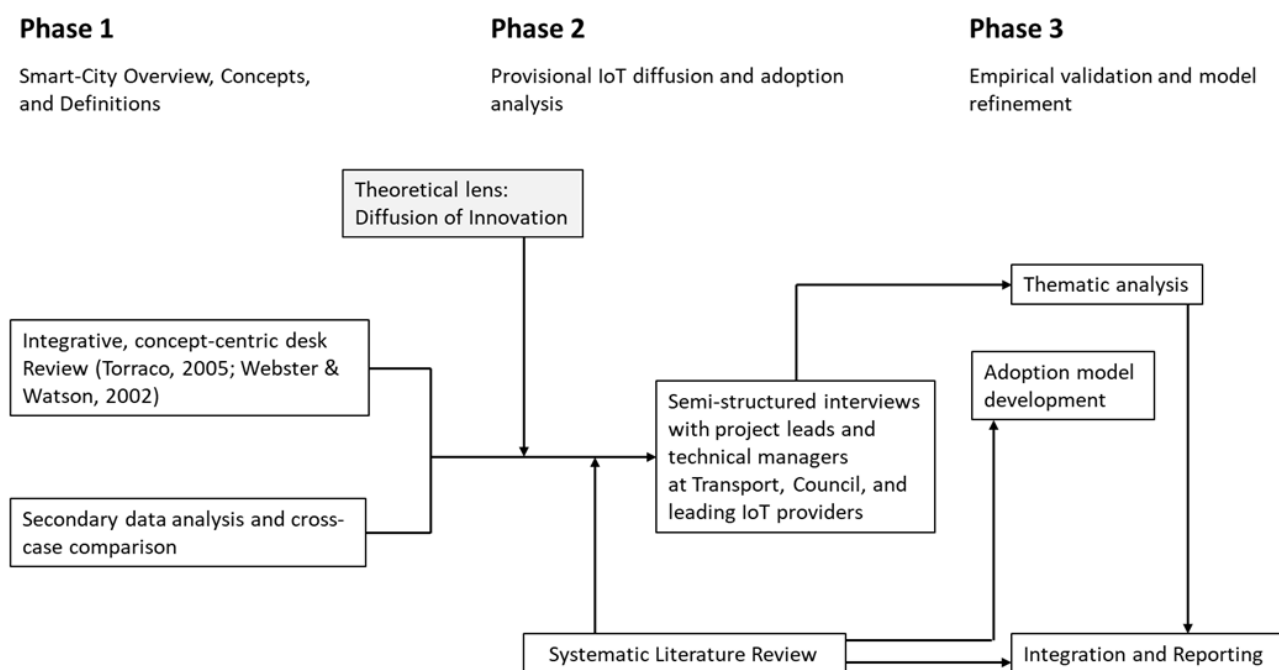 Phase 1
Smart-City Overview, Concepts,
and Definitions
Phase 2
Provisional IoT diffusion and adoption
analysis
Phase 3
Empirical validation and model
refinement
Theoretical lens:
Diffusion of Innovation
Integrative, concept-centric desk
Review (Torraco, 2005; Webster &
Watson, 2002)
Secondary data analysis and cross-
case comparison
Semi-structured interviews
with project leads and
technical managers
at Transport, Council, and
leading IoT providers
Thematic analysis
Adoption model
development
Systematic Literature Review
Integration and Reporting